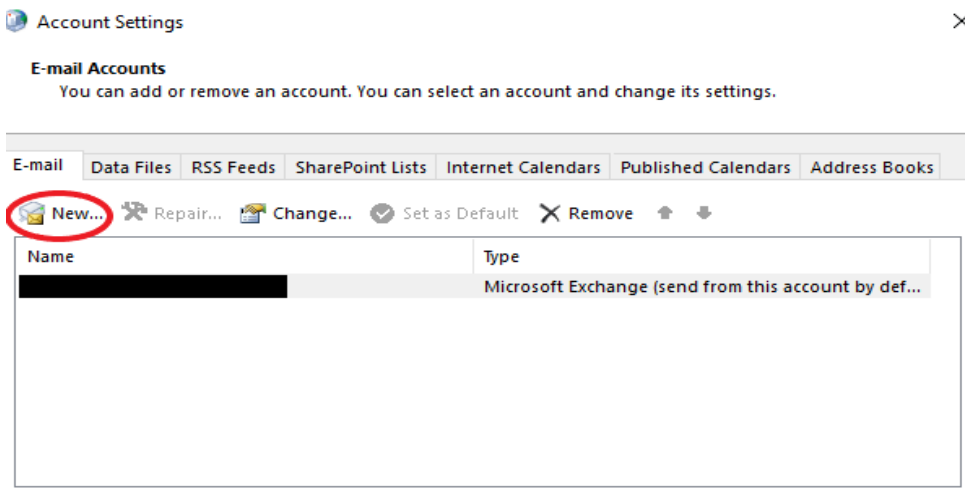 Account Settings
E-mail Accounts
You can add or remove an account. You can select an account and change its settings.
E-mail Data Files RSS Feeds SharePoint Lists Internet Calendars Published Calendars Address Books
New... Repair... Change... Set as Default Remove
Name Type
Microsoft Exchange (send from this account by def...